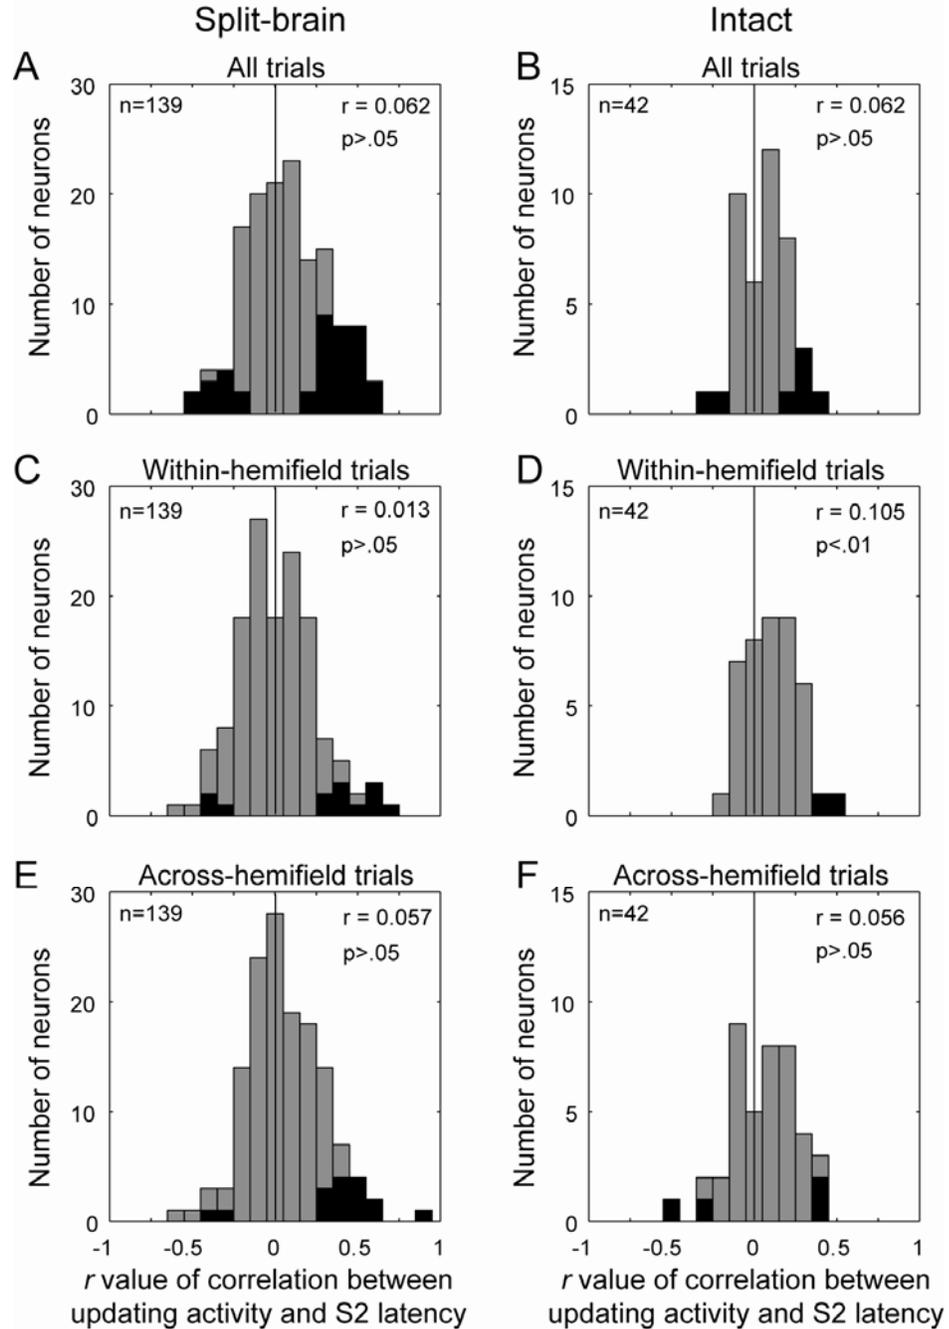 Split-brain
Intact
A
All trials
30
n=139
r = 0.062
p>.05
20
10
0
Number of neurons
B
All trials
15
n=42
r = 0.062
p>.05
10
5
0
Number of neurons
C
Within-hemifield trials
30
n=139
r = 0.013
p>.05
20
10
0
Number of neurons
D
Within-hemifield trials
15
n=42
r = 0.105
p<.01
10
5
0
Number of neurons
E
Across-hemifield trials
30
n=139
r = 0.057
p>.05
20
10
0
Number of neurons
-1 -0.5 0 0.5 1
r value of correlation between
updating activity and S2 latency
F
Across-hemifield trials
15
n=42
r = 0.056
p>.05
10
5
0
Number of neurons
-1 -0.5 0 0.5 1
r value of correlation between
updating activity and S2 latency